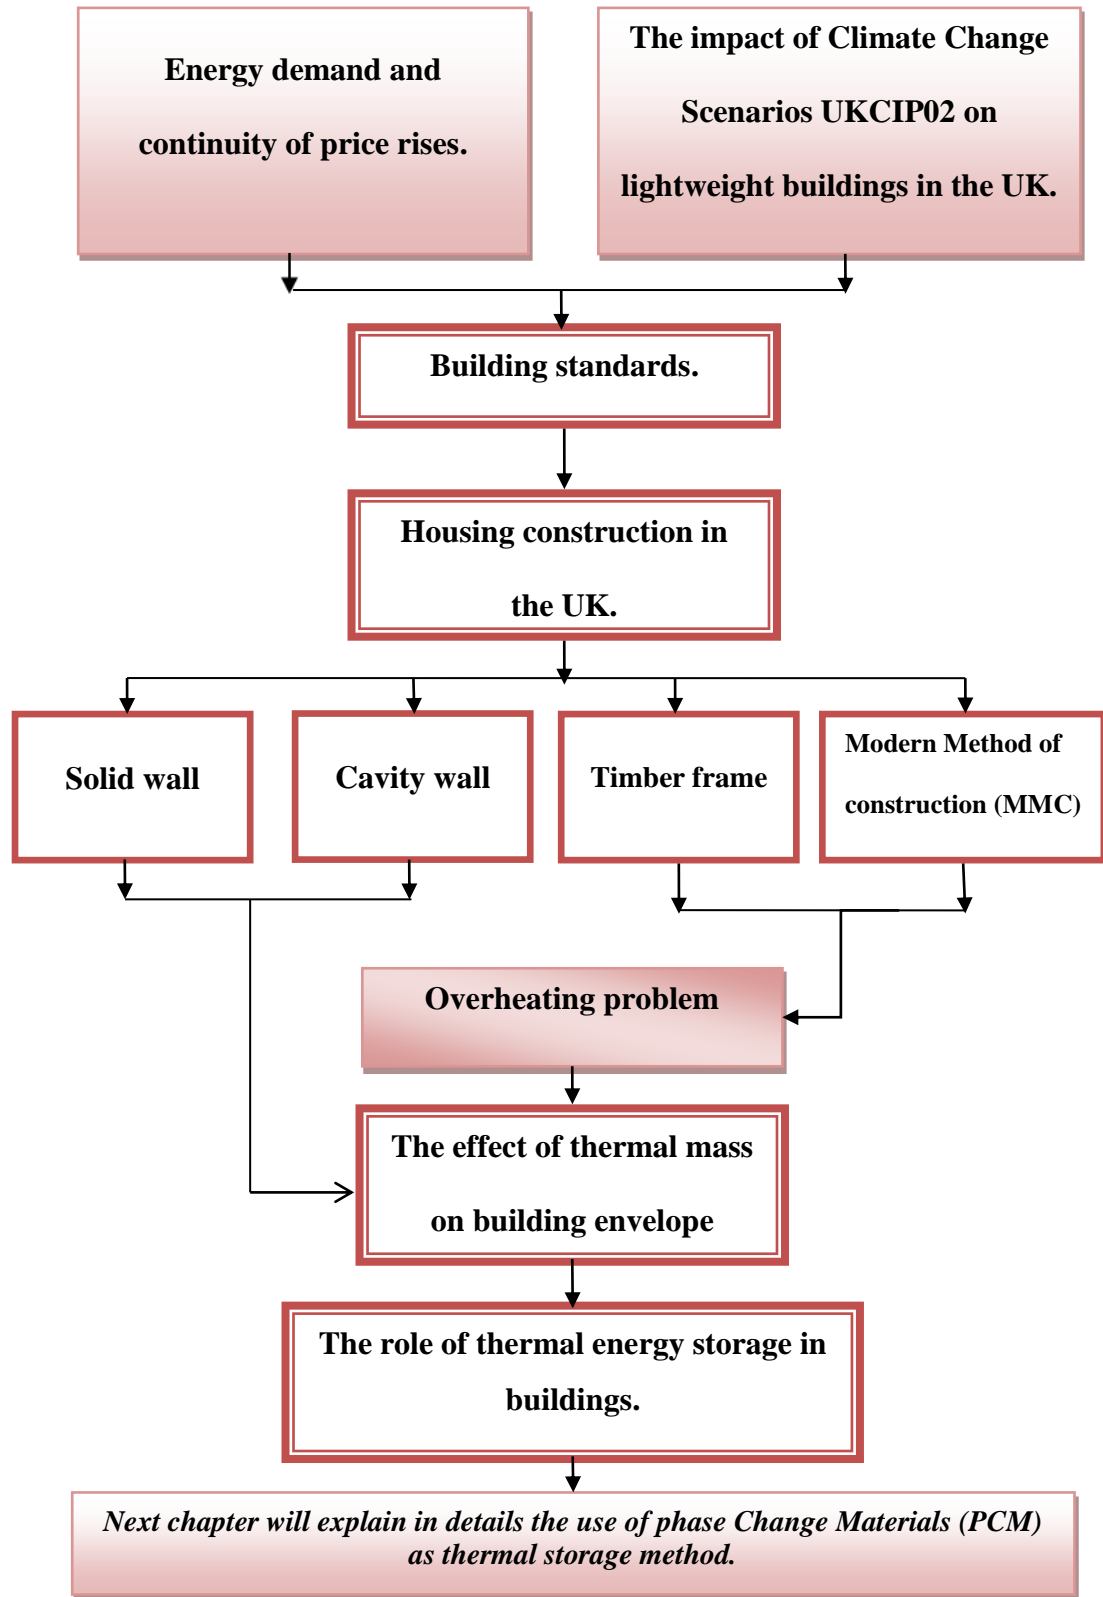 Energy demand and
continuity of price rises.
The impact of Climate Change
Scenarios UKCIP02 on
lightweight buildings in the UK.
Building standards.
Housing construction in
the UK.
Solid wall
Cavity wall
Timber frame
Modern Method of
construction (MMC)
Overheating problem
The effect of thermal mass
on building envelope
The role of thermal energy storage in
buildings.
Next chapter will explain in details the use of phase Change Materials (PCM)
as thermal storage method.